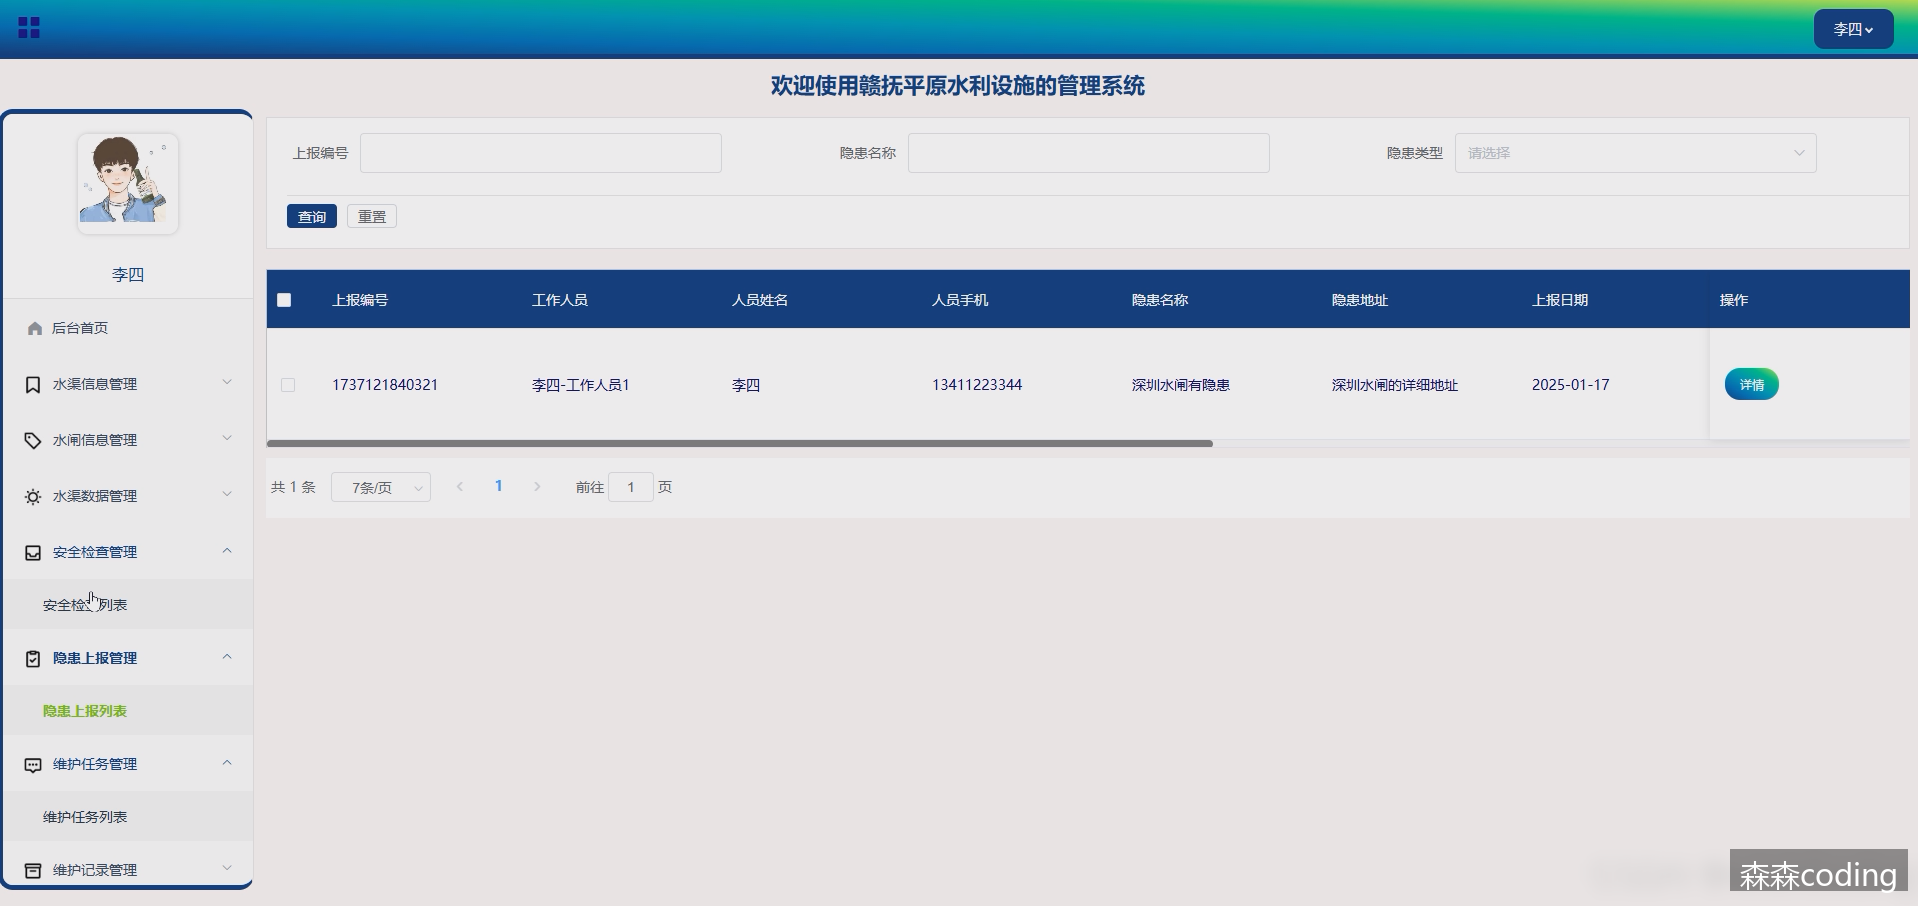 李四
欢迎使用赣抚平原水利设施的管理系统
李四
后台首页
水渠信息管理
水闸信息管理
水渠数据管理
安全检查管理
安全检查列表
隐患上报管理
隐患上报列表
维护任务管理
维护任务列表
维护记录管理
上报编号 隐患名称 隐患类型 请选择
查询 重置
上报编号 工作人员 人员姓名 人员手机 隐患名称 隐患地址 上报日期 操作
1737121840321 李四-工作人员1 李四 13411223344 深圳水闸有隐患 深圳水闸的详细地址 2025-01-17 详情
共 1 条 7条/页 1 前往 1 页
森森coding